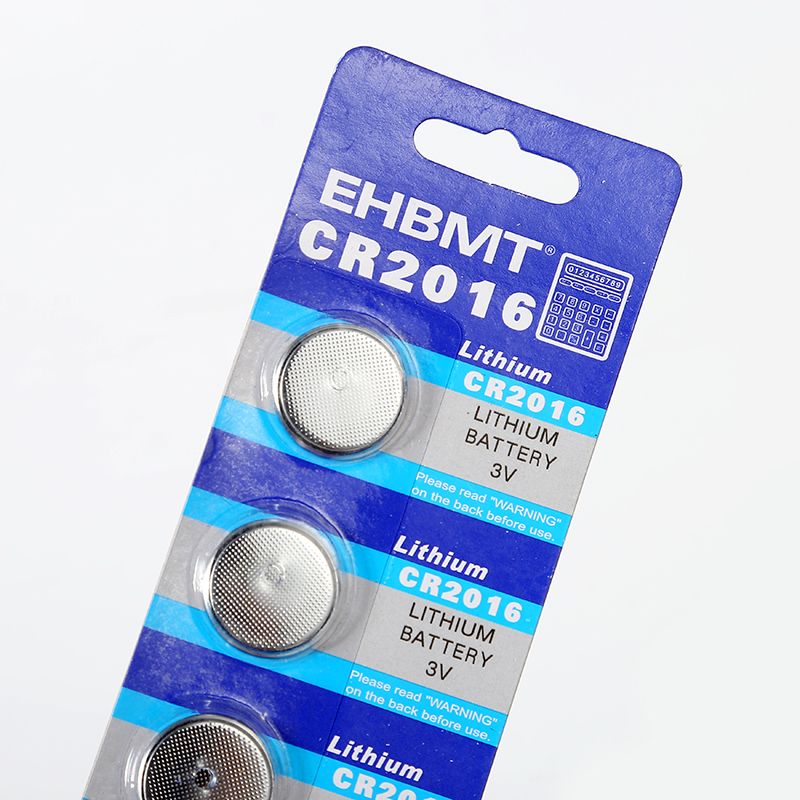 EHBMT®
CR2016
0123456789
Lithium
CR2016
LITHIUM
BATTERY
3V
Please read "WARNING"
on the back before use.
Lithium
CR2016
LITHIUM
BATTERY
3V
Please read "WARNING"
on the back before use.
Lithium